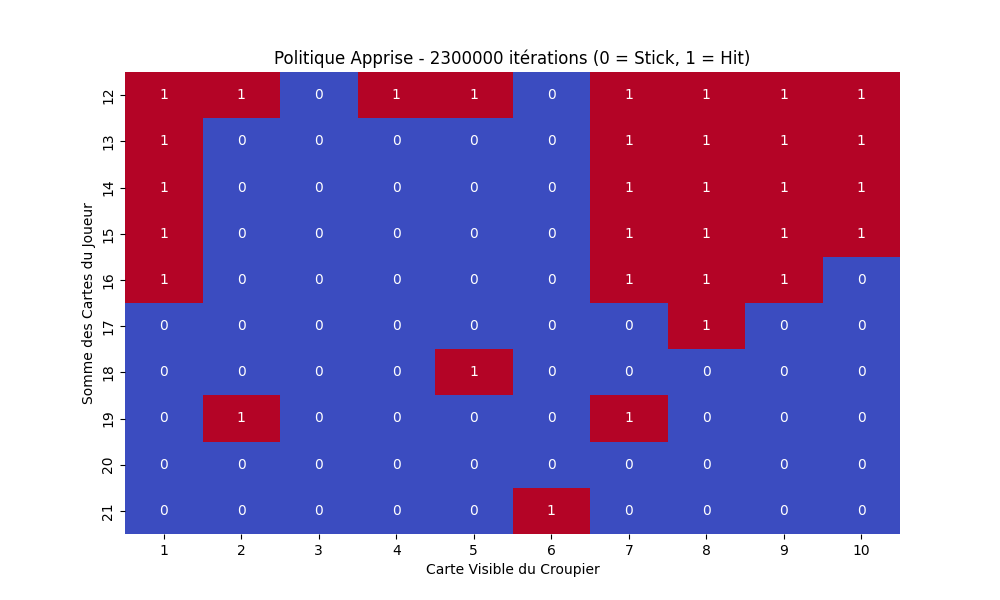 Politique Apprise - 2300000 itérations (0 = Stick, 1 = Hit)
Somme des Cartes du Joueur
12 1 1 0 1 1 0 1 1 1 1
13 1 0 0 0 0 0 1 1 1 1
14 1 0 0 0 0 0 1 1 1 1
15 1 0 0 0 0 0 1 1 1 1
16 1 0 0 0 0 0 1 1 1 0
17 0 0 0 0 0 0 0 1 0 0
18 0 0 0 0 1 0 0 0 0 0
19 0 1 0 0 0 0 1 0 0 0
20 0 0 0 0 0 0 0 0 0 0
21 0 0 0 0 0 1 0 0 0 0
1 2 3 4 5 6 7 8 9 10
Carte Visible du Croupier